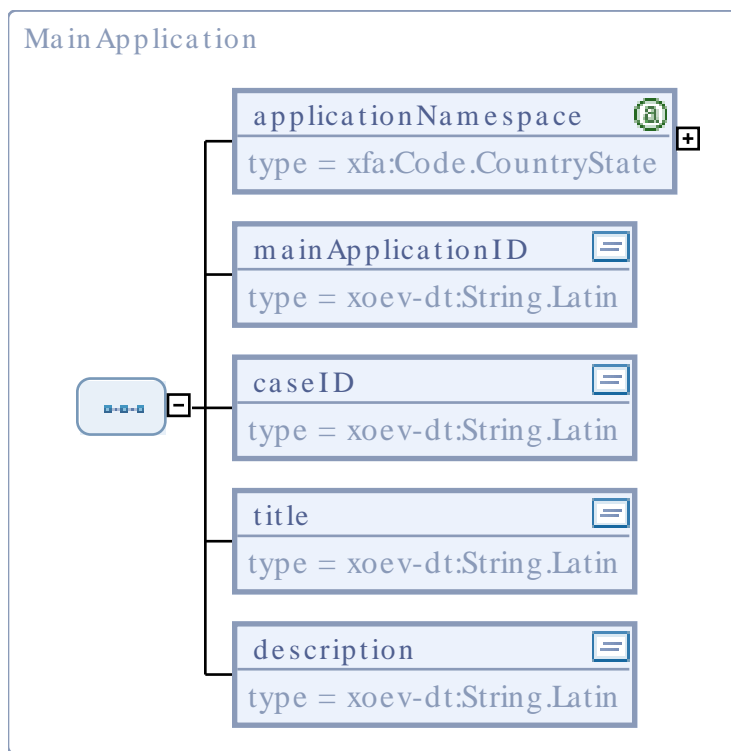 MainApplication
applicationNamespace
type = xfa:Code.CountryState
mainApplicationID
type = xoev-dt:String.Latin
caseID
type = xoev-dt:String.Latin
title
type = xoev-dt:String.Latin
description
type = xoev-dt:String.Latin